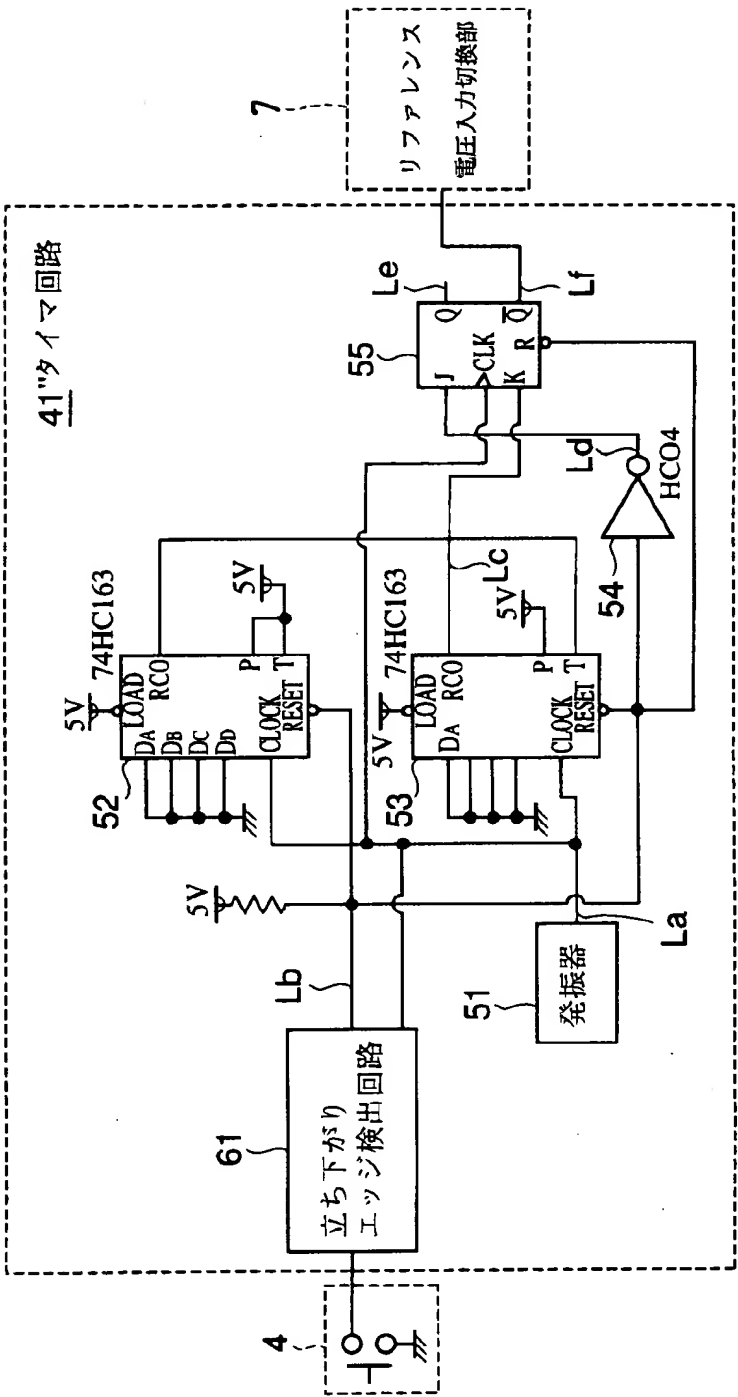 41"タイマ回路
7
リファレンス
電圧入力切換部
5V
74HC163
52
LOAD
RCO
DA
DB
DC
DD
P
T
CLOCK
RESET
5V
5V
5V
74HC163
53
LOAD
RCO
DA
P
T
CLOCK
RESET
5V
55
J
Q
CLK
K
Q
R
Le
Lf
Lc
Ld
54
HCO4
Lb
La
51
発振器
61
立ち下がり
エッジ検出回路
4